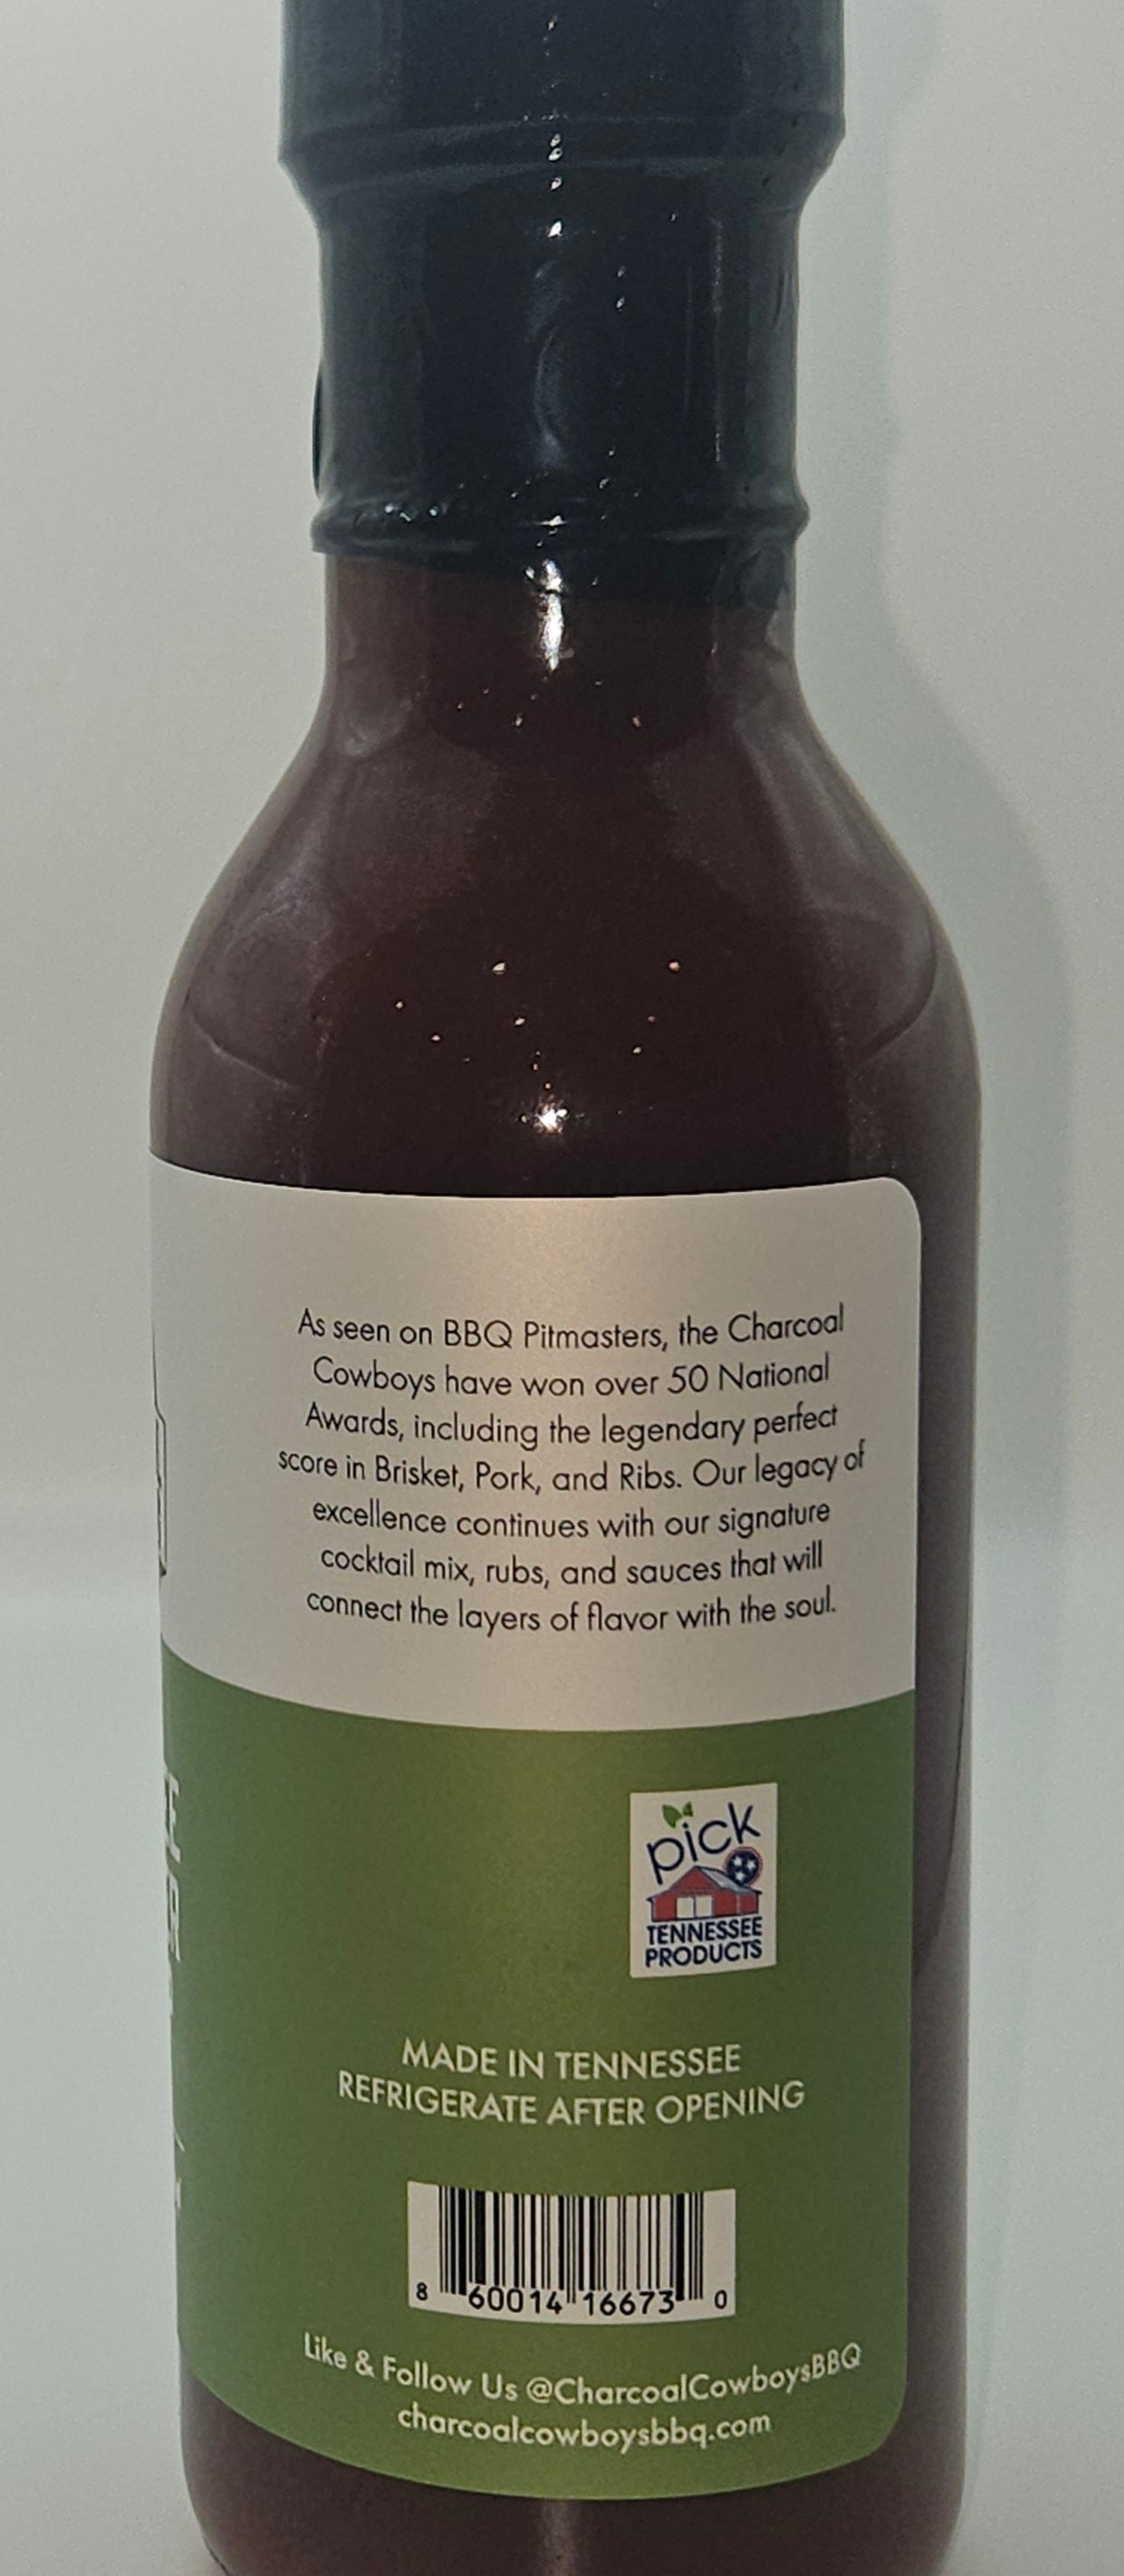 As seen on BBQ Pitmasters, the Charcoal
Cowboys have won over 50 National
Awards, including the legendary perfect
score in Brisket, Pork, and Ribs. Our legacy of
excellence continues with our signature
cocktail mix, rubs, and sauces that will
connect the layers of flavor with the soul.
pick
TENNESSEE
PRODUCTS
MADE IN TENNESSEE
REFRIGERATE AFTER OPENING
8 60014 16673 0
Like & Follow Us @CharcoalCowboysBBQ
charcoalcowboysbbq.com